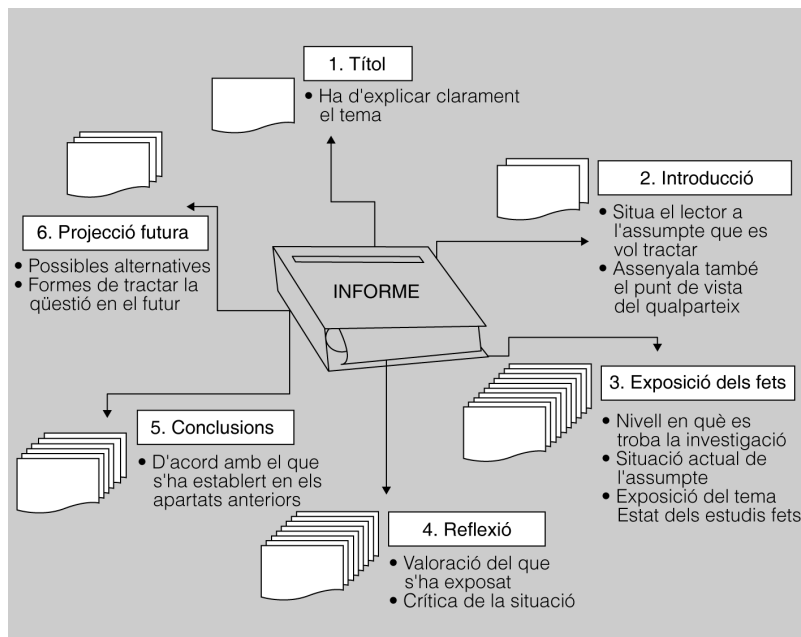 1. Títol
• Ha d'explicar clarament
el tema
2. Introducció
• Situa el lector a
l'assumpte que es
vol tractar
• Assenyala també
el punt de vista
del qualparteix
INFORME
3. Exposició dels fets
• Nivell en què es
troba la investigació
• Situació actual de
l'assumpte
• Exposició del tema
Estat dels estudis fets
4. Reflexió
• Valoració del que
s'ha exposat
• Crítica de la situació
5. Conclusions
• D'acord amb el que
s'ha establert en els
apartats anteriors
6. Projecció futura
• Possibles alternatives
• Formes de tractar la
qüestió en el futur